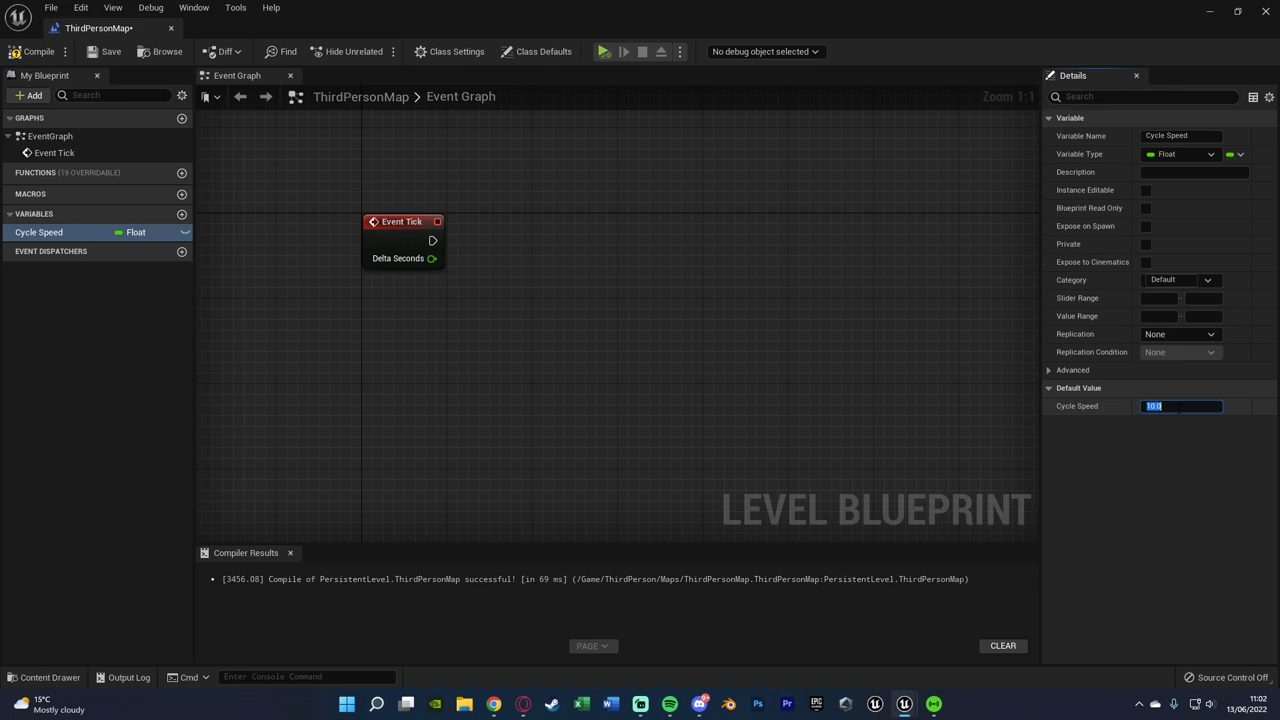 File Edit Asset View Debug Window Tools Help
ThirdPersonMap*
Compile Save Browse Diff Find Hide Unrelated Class Settings Class Defaults No debug object selected
My Blueprint
Event Graph
Details
Add Search
ThirdPersonMap > Event Graph
Zoom 1:1
Search
GRAPHS
EventGraph
Event Tick
FUNCTIONS (19 OVERRIDABLE)
MACROS
VARIABLES
Cycle Speed Float
EVENT DISPATCHERS
Event Tick
Delta Seconds
LEVEL BLUEPRINT
Variable
Variable Name Cycle Speed
Variable Type Float
Description
Instance Editable
Blueprint Read Only
Expose on Spawn
Private
Expose to Cinematics
Category Default
Slider Range
Value Range
Replication None
Replication Condition None
Advanced
Default Value
Cycle Speed 10.0
Compiler Results
[3456.08] Compile of PersistentLevel.ThirdPersonMap successful! [in 69 ms] (/Game/ThirdPerson/Maps/ThirdPersonMap.ThirdPersonMap:PersistentLevel.ThirdPersonMap)
PAGE
CLEAR
Content Drawer Output Log Cmd Enter Console Command Source Control Off
15°C
Mostly cloudy
11:02
13/06/2022